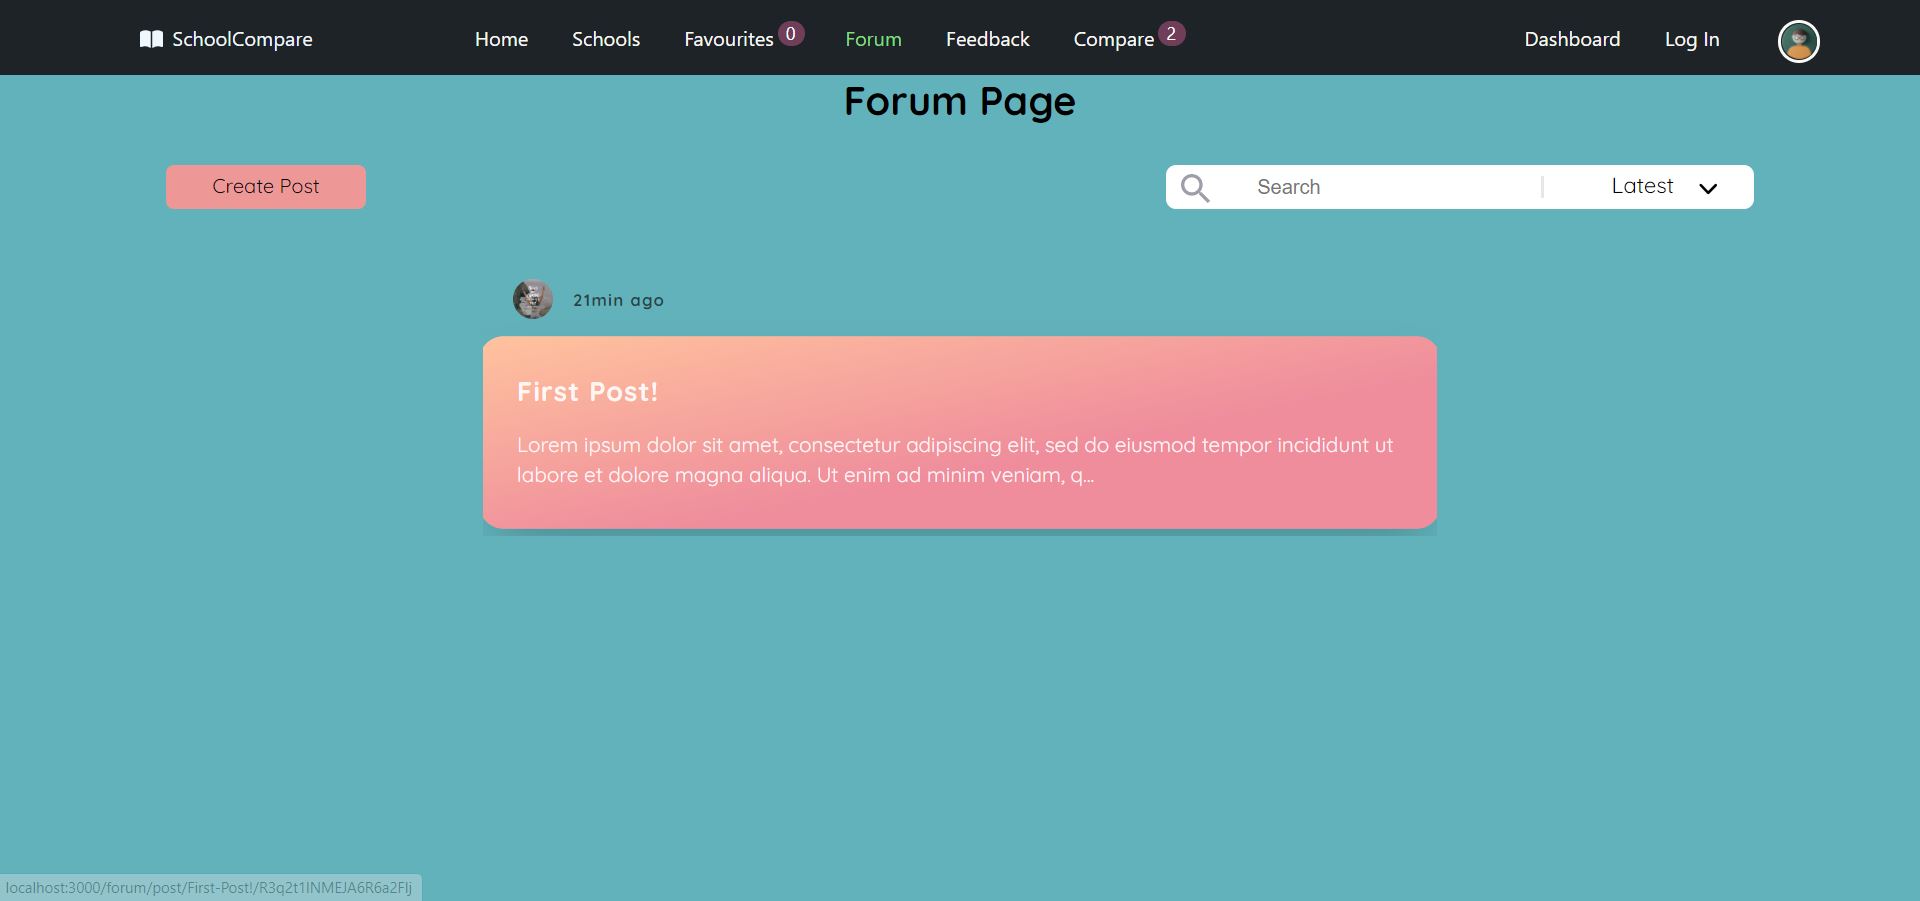 SchoolCompare Home Schools Favourites 0 Forum Feedback Compare 2 Dashboard Log In
Forum Page
Create Post Search Latest
21min ago
First Post!
Lorem ipsum dolor sit amet, consectetur adipiscing elit, sed do eiusmod tempor incididunt ut
labore et dolore magna aliqua. Ut enim ad minim veniam, q...
localhost:3000/forum/post/First-Post!/R3q2t1INMEJA6R6a2FIj